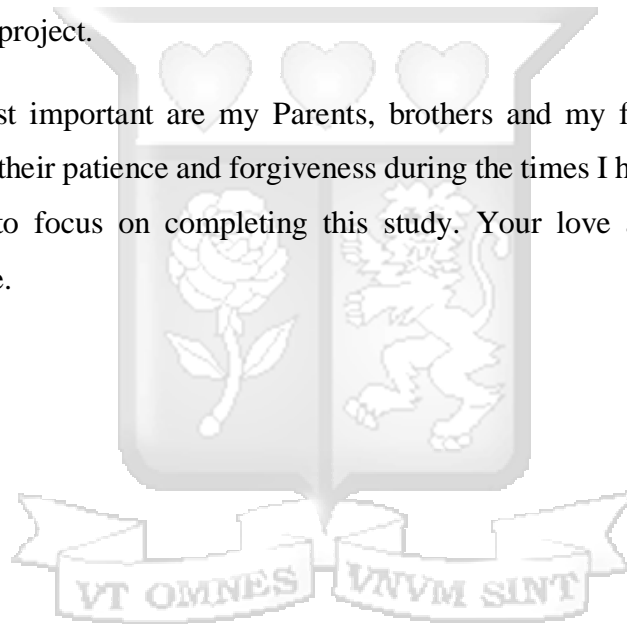 project.
st important are my Parents, brothers and my f
their patience and forgiveness during the times I h
to focus on completing this study. Your love
e.
VT OMNES VNVM SINT